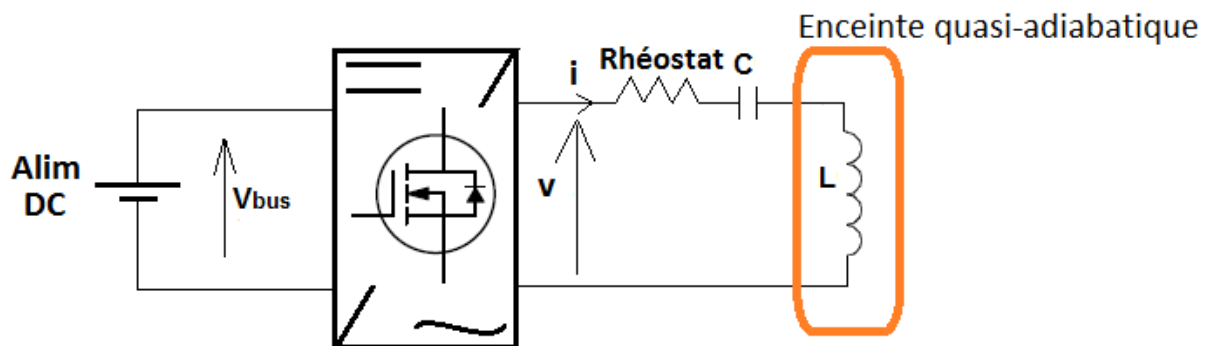 Enceinte quasi-adiabatique
Rhéostat
C
i
Alim
DC
Vbus
v
L